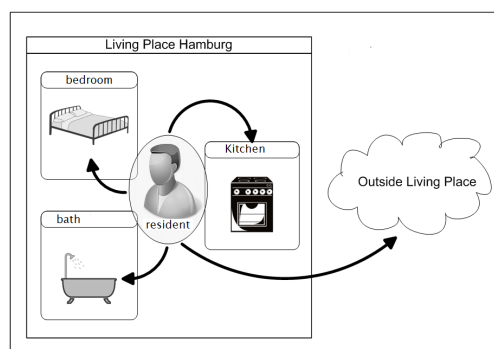 Living Place Hamburg
bedroom
Kitchen
Outside Living Place
bath
resident